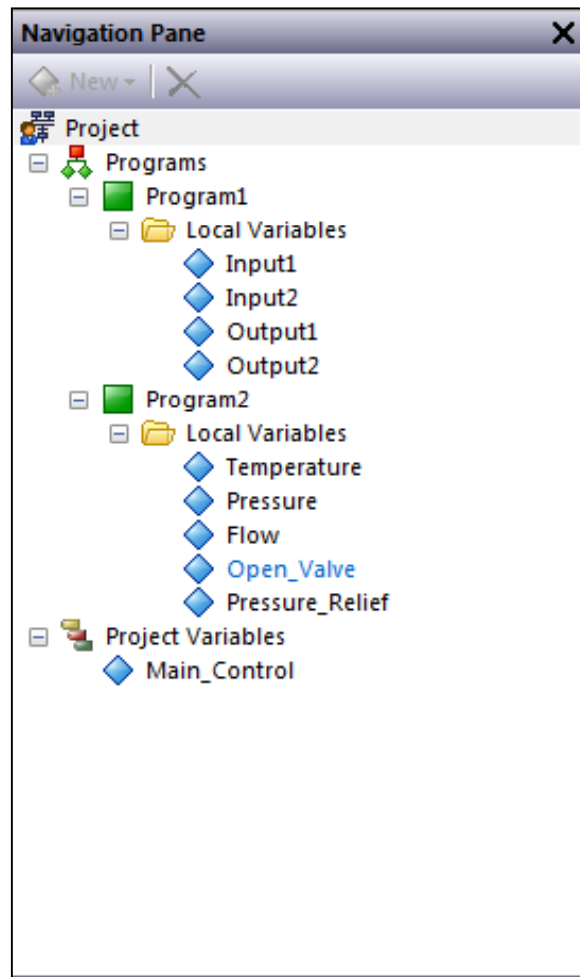 Navigation Pane
New
Project
Programs
Program1
Local Variables
Input1
Input2
Output1
Output2
Program2
Local Variables
Temperature
Pressure
Flow
Open_Valve
Pressure_Relief
Project Variables
Main_Control